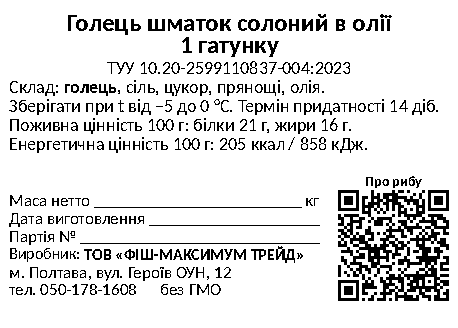 Голець шматок солоний в олії
1 гатунку
ТУУ 10.20-2599110837-004:2023
Склад: голець, сіль, цукор, прянощі, олія.
Зберігати при t від −5 до 0 °C. Термін придатності 14 діб.
Поживна цінність 100 г: білки 21 г, жири 16 г.
Енергетична цінність 100 г: 205 ккал / 858 кДж.
Про рибу
Маса нетто ____________________________ кг
Дата виготовлення _______________________
Партія № ________________________________
Виробник: ТОВ «ФІШ-МАКСИМУМ ТРЕЙД»
м. Полтава, вул. Героїв ОУН, 12
тел. 050-178-1608 без ГМО